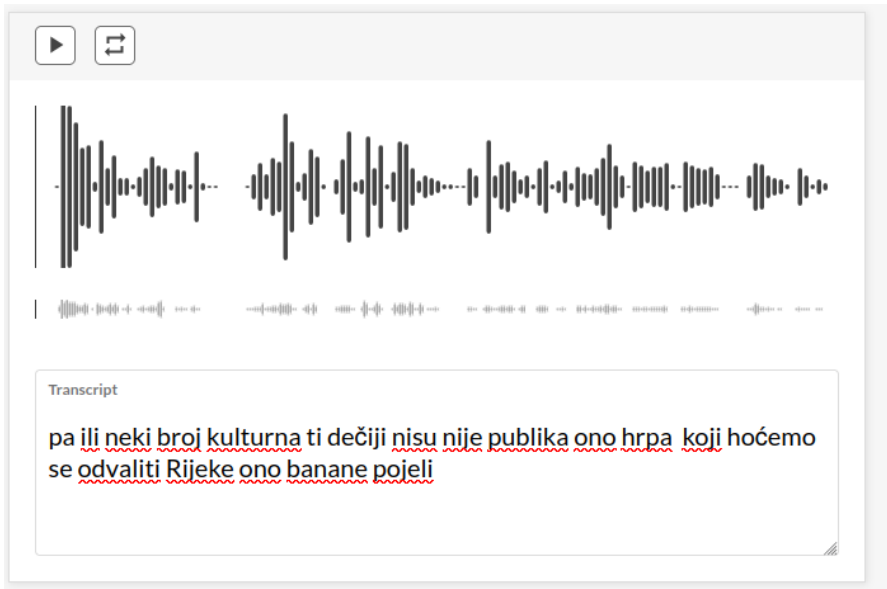 Transcript
pa ili neki broj kulturna ti dečiji nisu nije publika ono hrpa  koji hoćemo
se odvaliti Rijeke ono banane pojeli